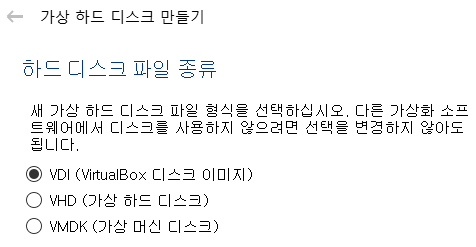 가상 하드 디스크 만들기
하드 디스크 파일 종류
새 가상 하드 디스크 파일 형식을 선택하십시오. 다른 가상화 소프
트웨어에서 디스크를 사용하지 않으려면 선택을 변경하지 않아도
됩니다.
VDI (VirtualBox 디스크 이미지)
VHD (가상 하드 디스크)
VMDK (가상 머신 디스크)